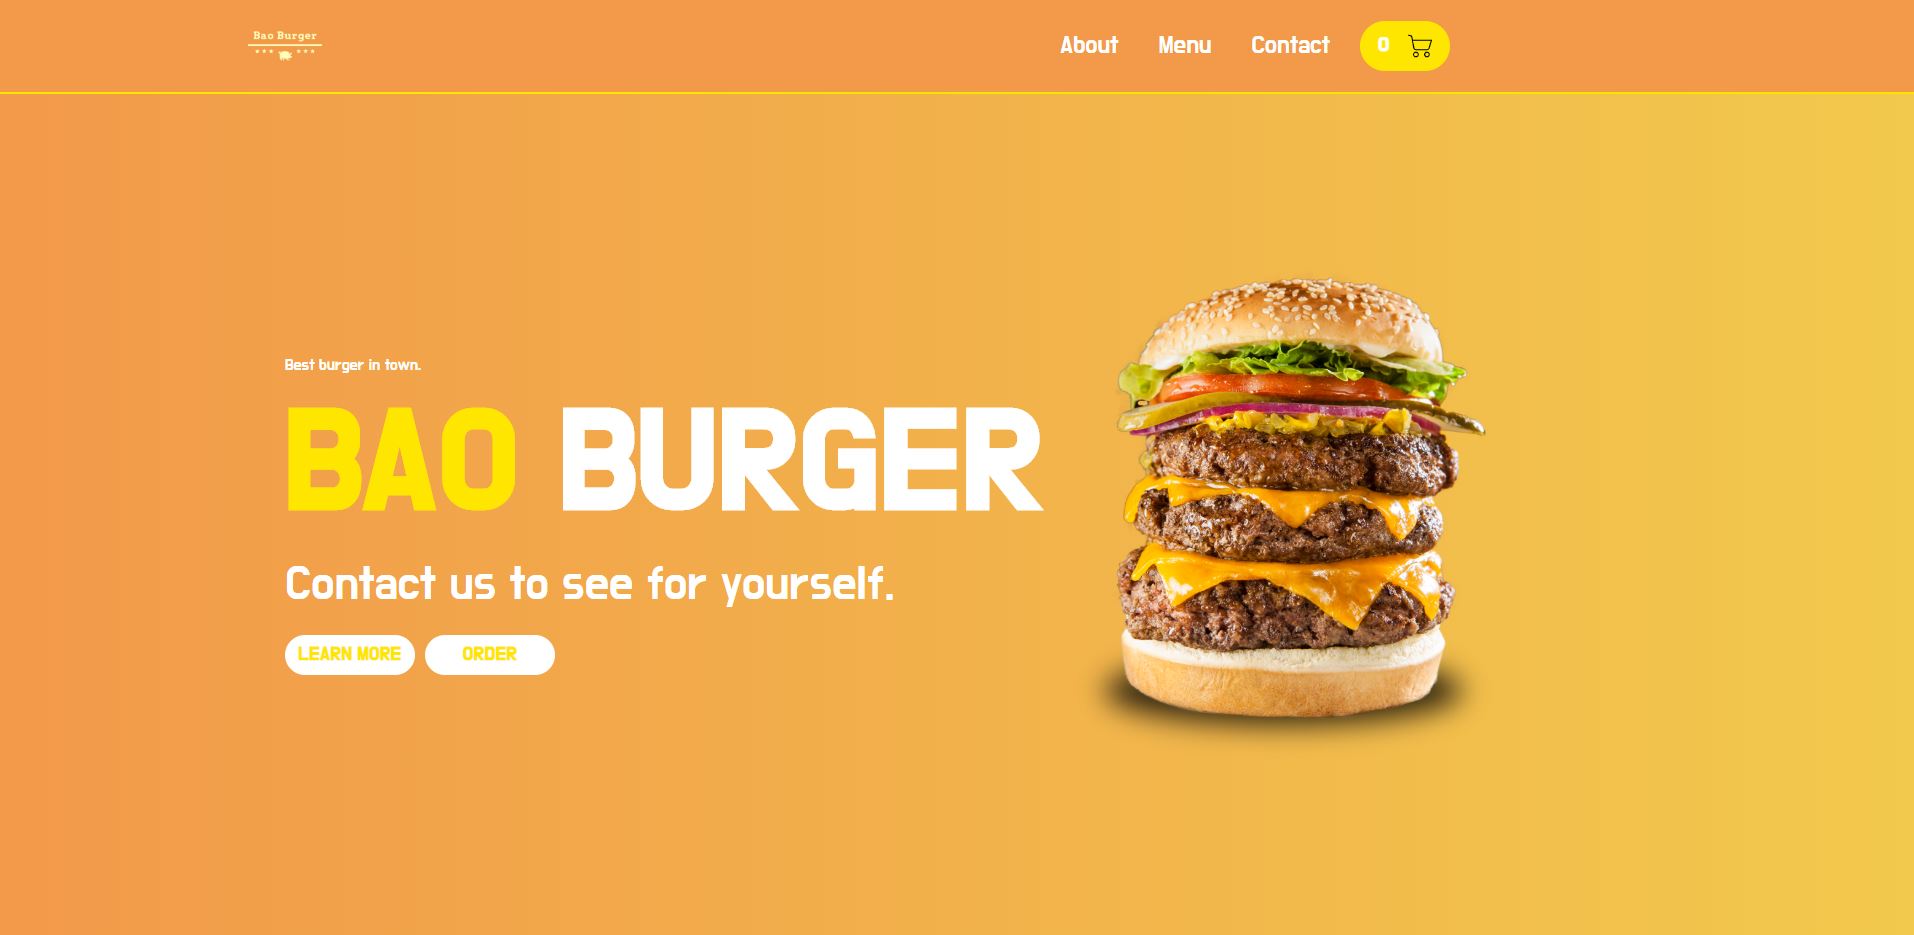 Bao Burger
About Menu Contact 0
Best burger in town.
BAO BURGER
Contact us to see for yourself.
LEARN MORE ORDER